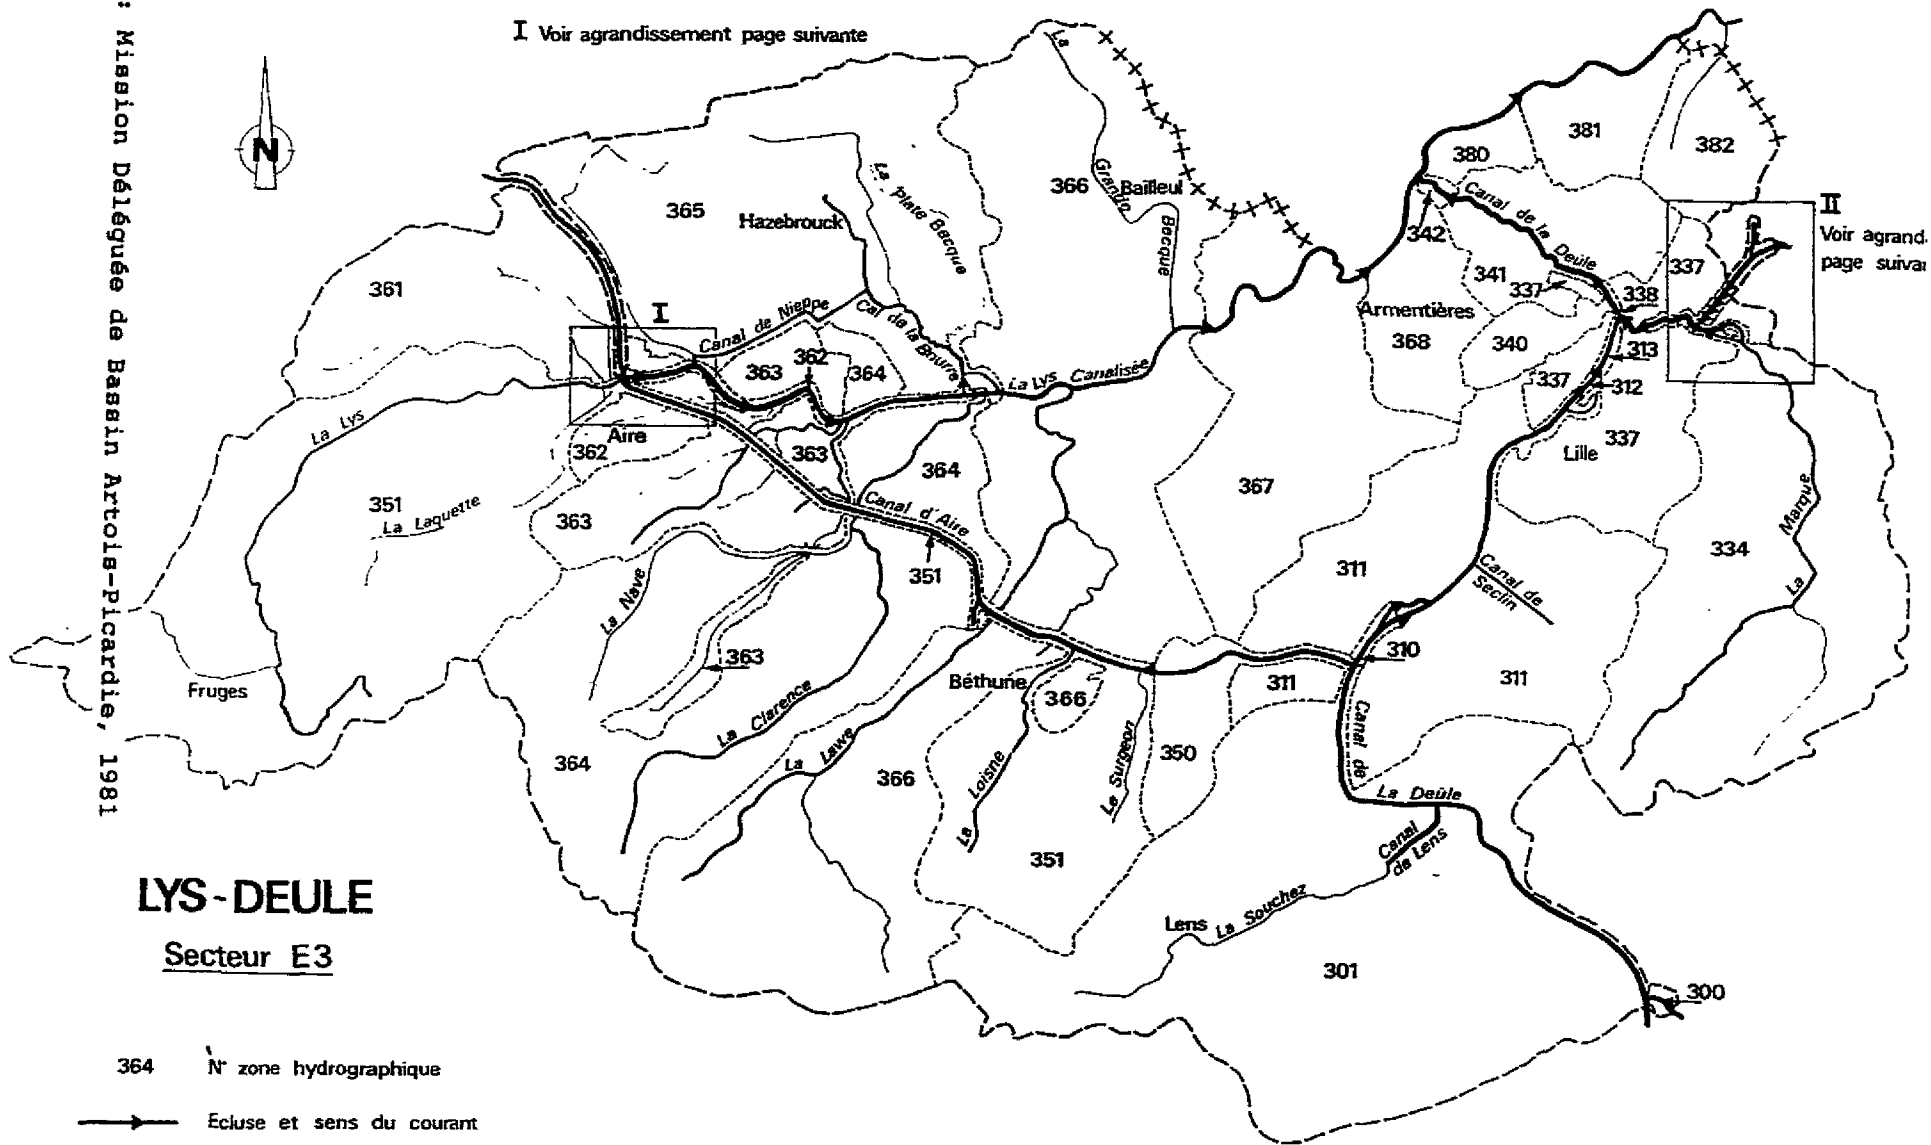 : Mission Déléguée de Bassin Artois-Picardie, 1981
I Voir agrandissement page suivante
N
La Grande Becque
Bailleul
366
365
Hazebrouck
La Plate Becque
361
I
Canal de Nieppe
Cal de la Bourre
363
362
364
La Lys Canalisée
La Lys
Aire
362
363
364
351
La Laquette
363
Canal d'Aire
351
La Nave
363
Fruges
La Clarence
364
La Lawe
366
Béthune
366
La Loisne
La Surgeon
350
351
380
381
382
Canal de la Deûle
342
341
337
338
337
II
Voir agrand.
page suiva
Armentières
368
340
313
337
312
Lille
337
367
La Marque
334
311
Canal de
Seclin
310
311
311
Canal de
La Deûle
Canal
de Lens
Lens
La Souchez
301
300
LYS-DEULE
Secteur E3
364 N° zone hydrographique
Ecluse et sens du courant